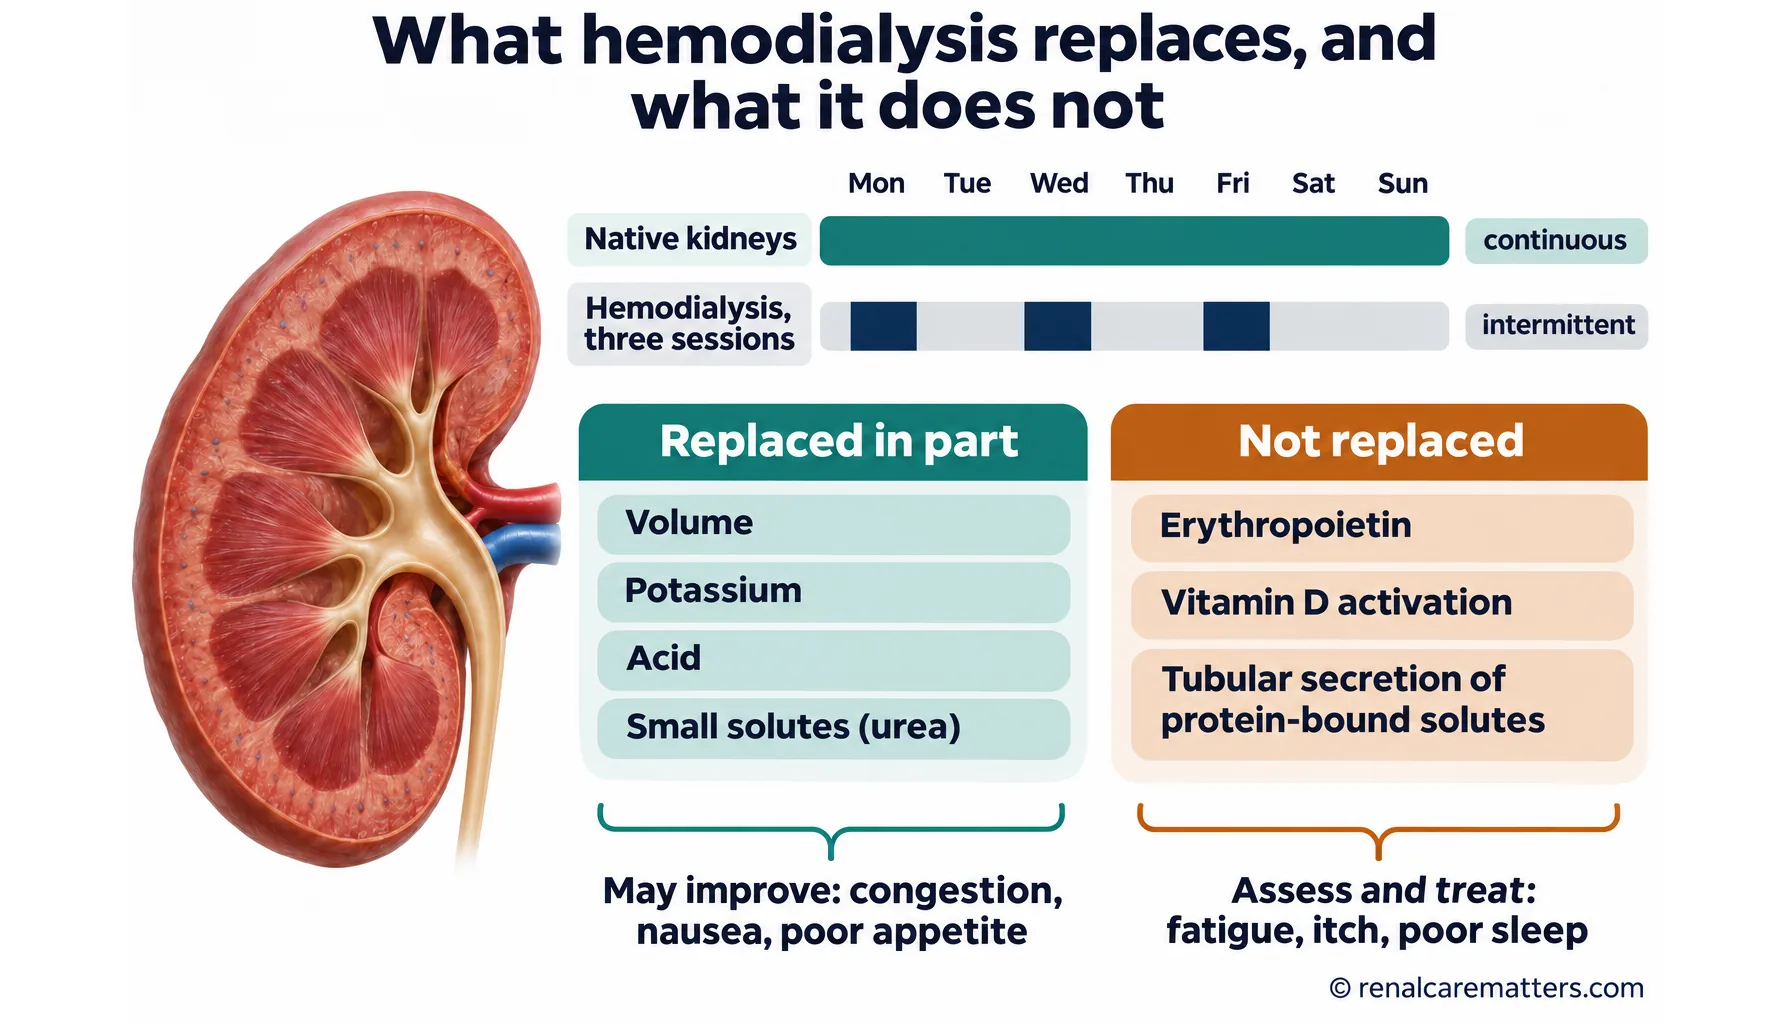 What hemodialysis replaces, and
what it does not
Mon Tue Wed Thu Fri Sat Sun
Native kidneys
continuous
Hemodialysis,
three sessions
intermittent
Replaced in part
Volume
Potassium
Acid
Small solutes (urea)
May improve: congestion,
nausea, poor appetite
Not replaced
Erythropoietin
Vitamin D activation
Tubular secretion of
protein-bound solutes
Assess and treat:
fatigue, itch, poor sleep
© renalcarematters.com